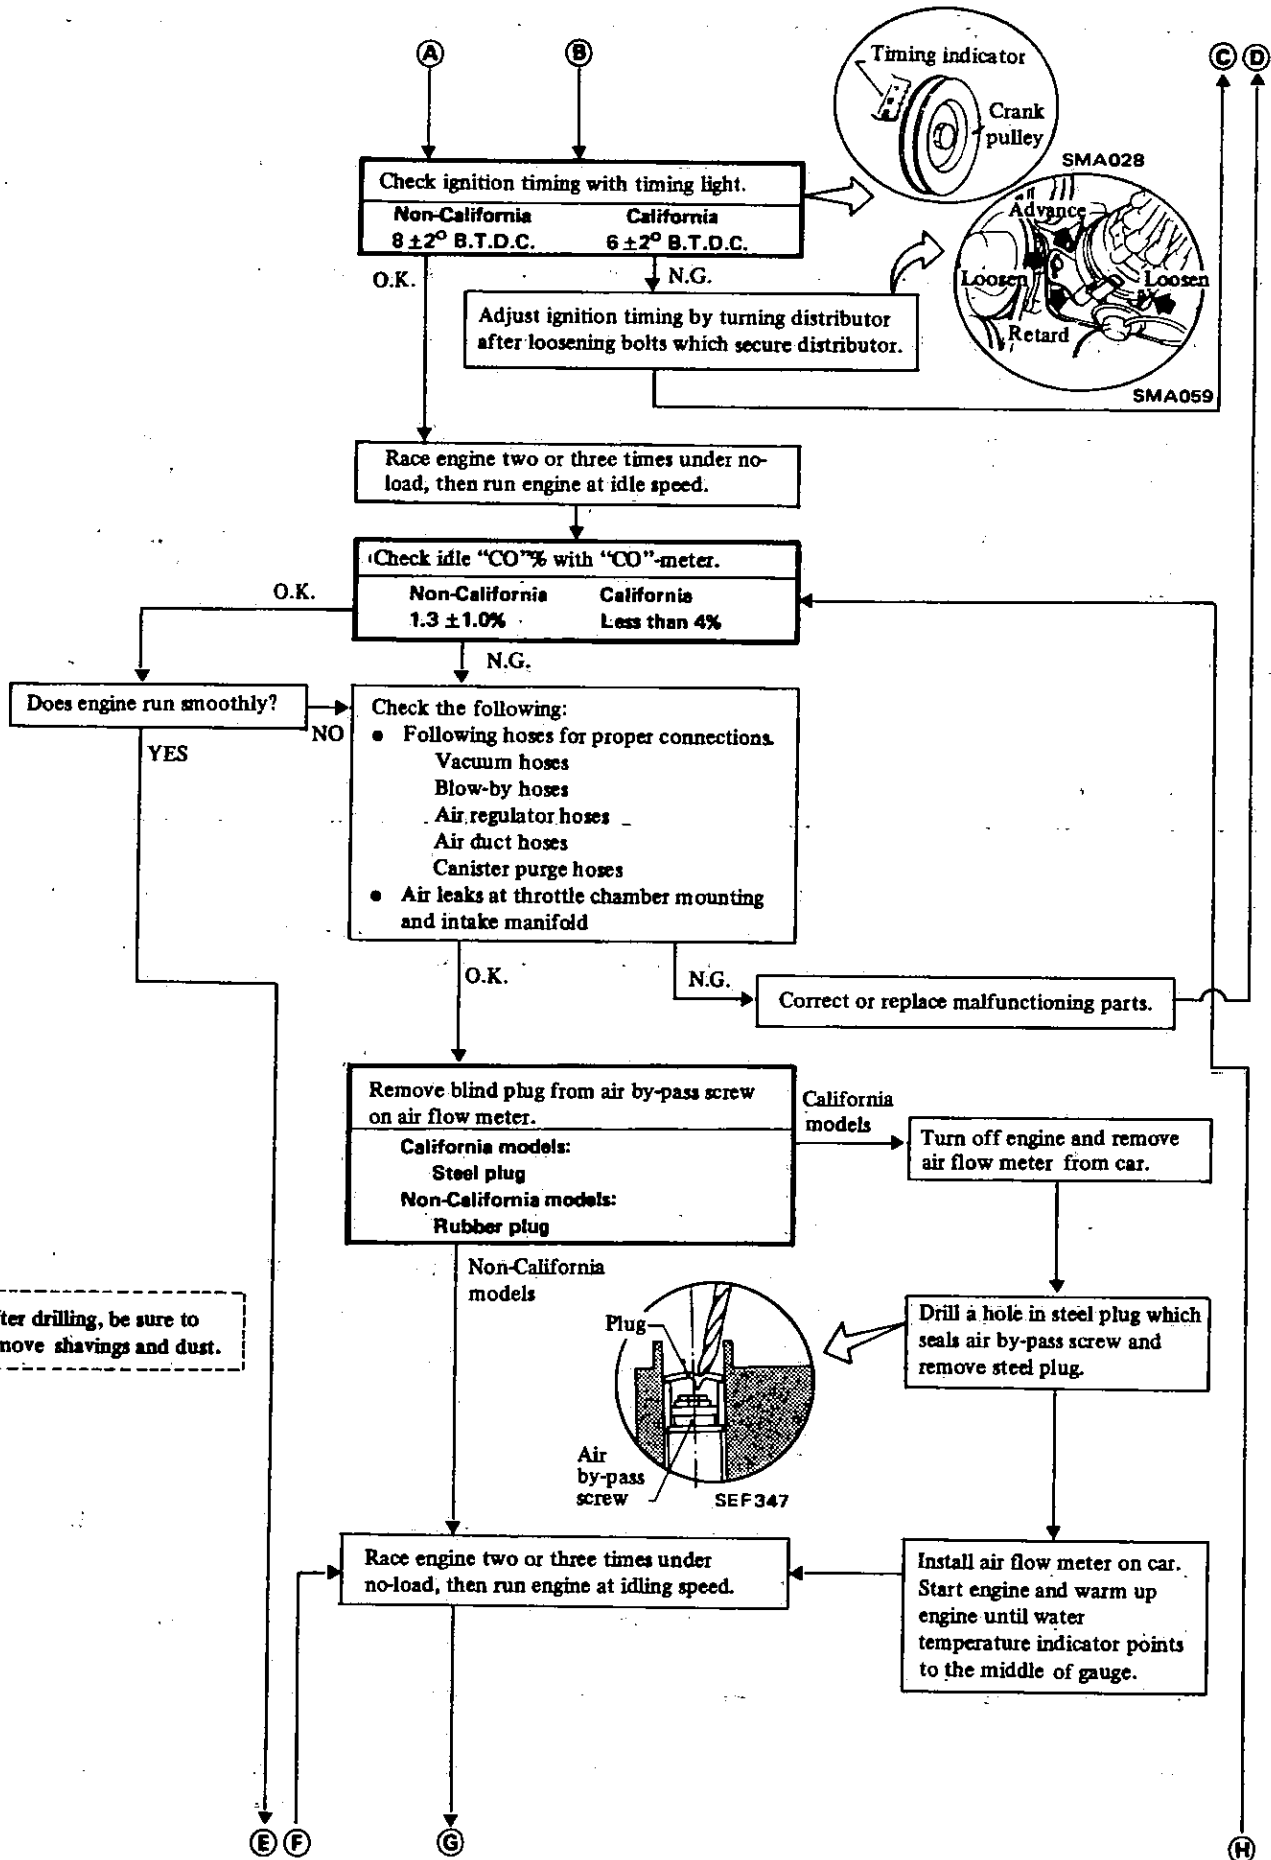 A
B
C
D
Timing indicator
Crank
pulley
SMA028
Check ignition timing with timing light.
Non-California California
8 ±2° B.T.D.C. 6 ±2° B.T.D.C.
Advance
Loosen
Loosen
Retard
SMA059
O.K.
N.G.
Adjust ignition timing by turning distributor
after loosening bolts which secure distributor.
Race engine two or three times under no-
load, then run engine at idle speed.
Check idle “CO”% with “CO”-meter.
Non-California California
1.3 ±1.0% Less than 4%
O.K.
N.G.
Does engine run smoothly?
NO
YES
Check the following:
● Following hoses for proper connections.
Vacuum hoses
Blow-by hoses
Air regulator hoses
Air duct hoses
Canister purge hoses
● Air leaks at throttle chamber mounting
and intake manifold
O.K.
N.G.
Correct or replace malfunctioning parts.
Remove blind plug from air by-pass screw
on air flow meter.
California models:
Steel plug
Non-California models:
Rubber plug
California
models
Turn off engine and remove
air flow meter from car.
Non-California
models
ter drilling, be sure to
move shavings and dust.
Plug
Air
by-pass
screw
SEF347
Drill a hole in steel plug which
seals air by-pass screw and
remove steel plug.
Race engine two or three times under
no-load, then run engine at idling speed.
Install air flow meter on car.
Start engine and warm up
engine until water
temperature indicator points
to the middle of gauge.
E
F
G
H